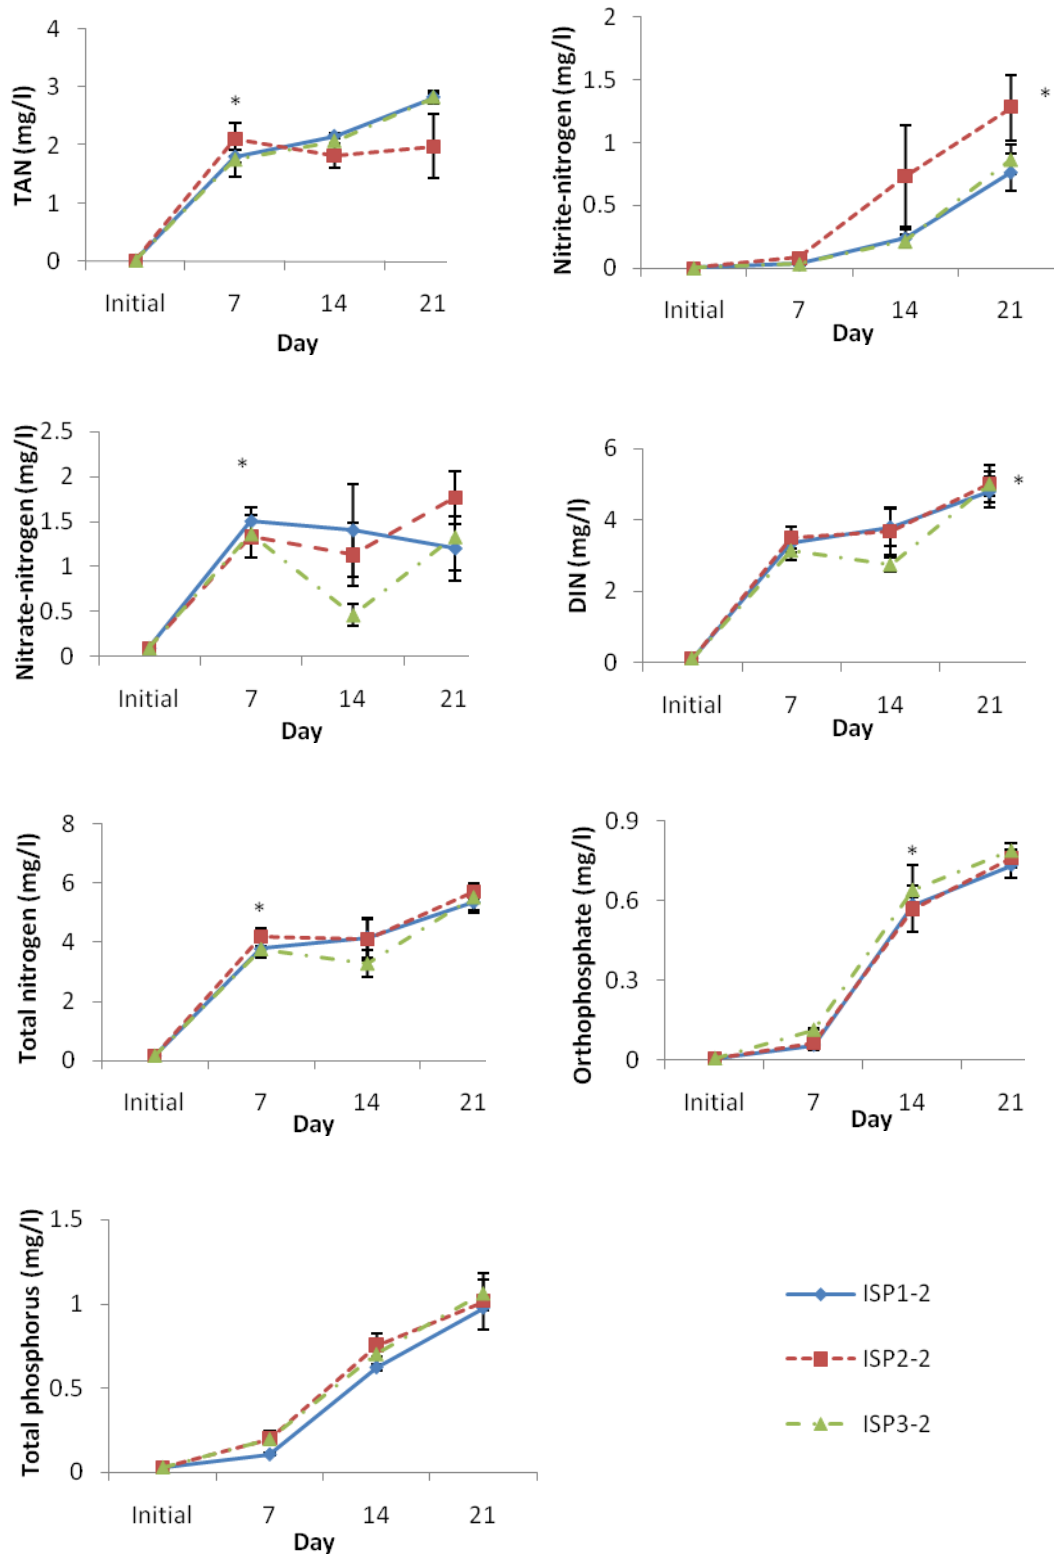 TAN (mg/l)
4
3
2
1
0
*
Initial 7 14 21
Day
Nitrite-nitrogen (mg/l)
2
1.5
1
0.5
0
*
Initial 7 14 21
Day
Nitrate-nitrogen (mg/l)
2.5
2
1.5
1
0.5
0
*
Initial 7 14 21
Day
DIN (mg/l)
6
4
2
0
*
Initial 7 14 21
Day
Total nitrogen (mg/l)
8
6
4
2
0
*
Initial 7 14 21
Day
Orthophosphate (mg/l)
0.9
0.6
0.3
0
*
Initial 7 14 21
Day
Total phosphorus (mg/l)
1.5
1
0.5
0
Initial 7 14 21
Day
ISP1-2
ISP2-2
ISP3-2